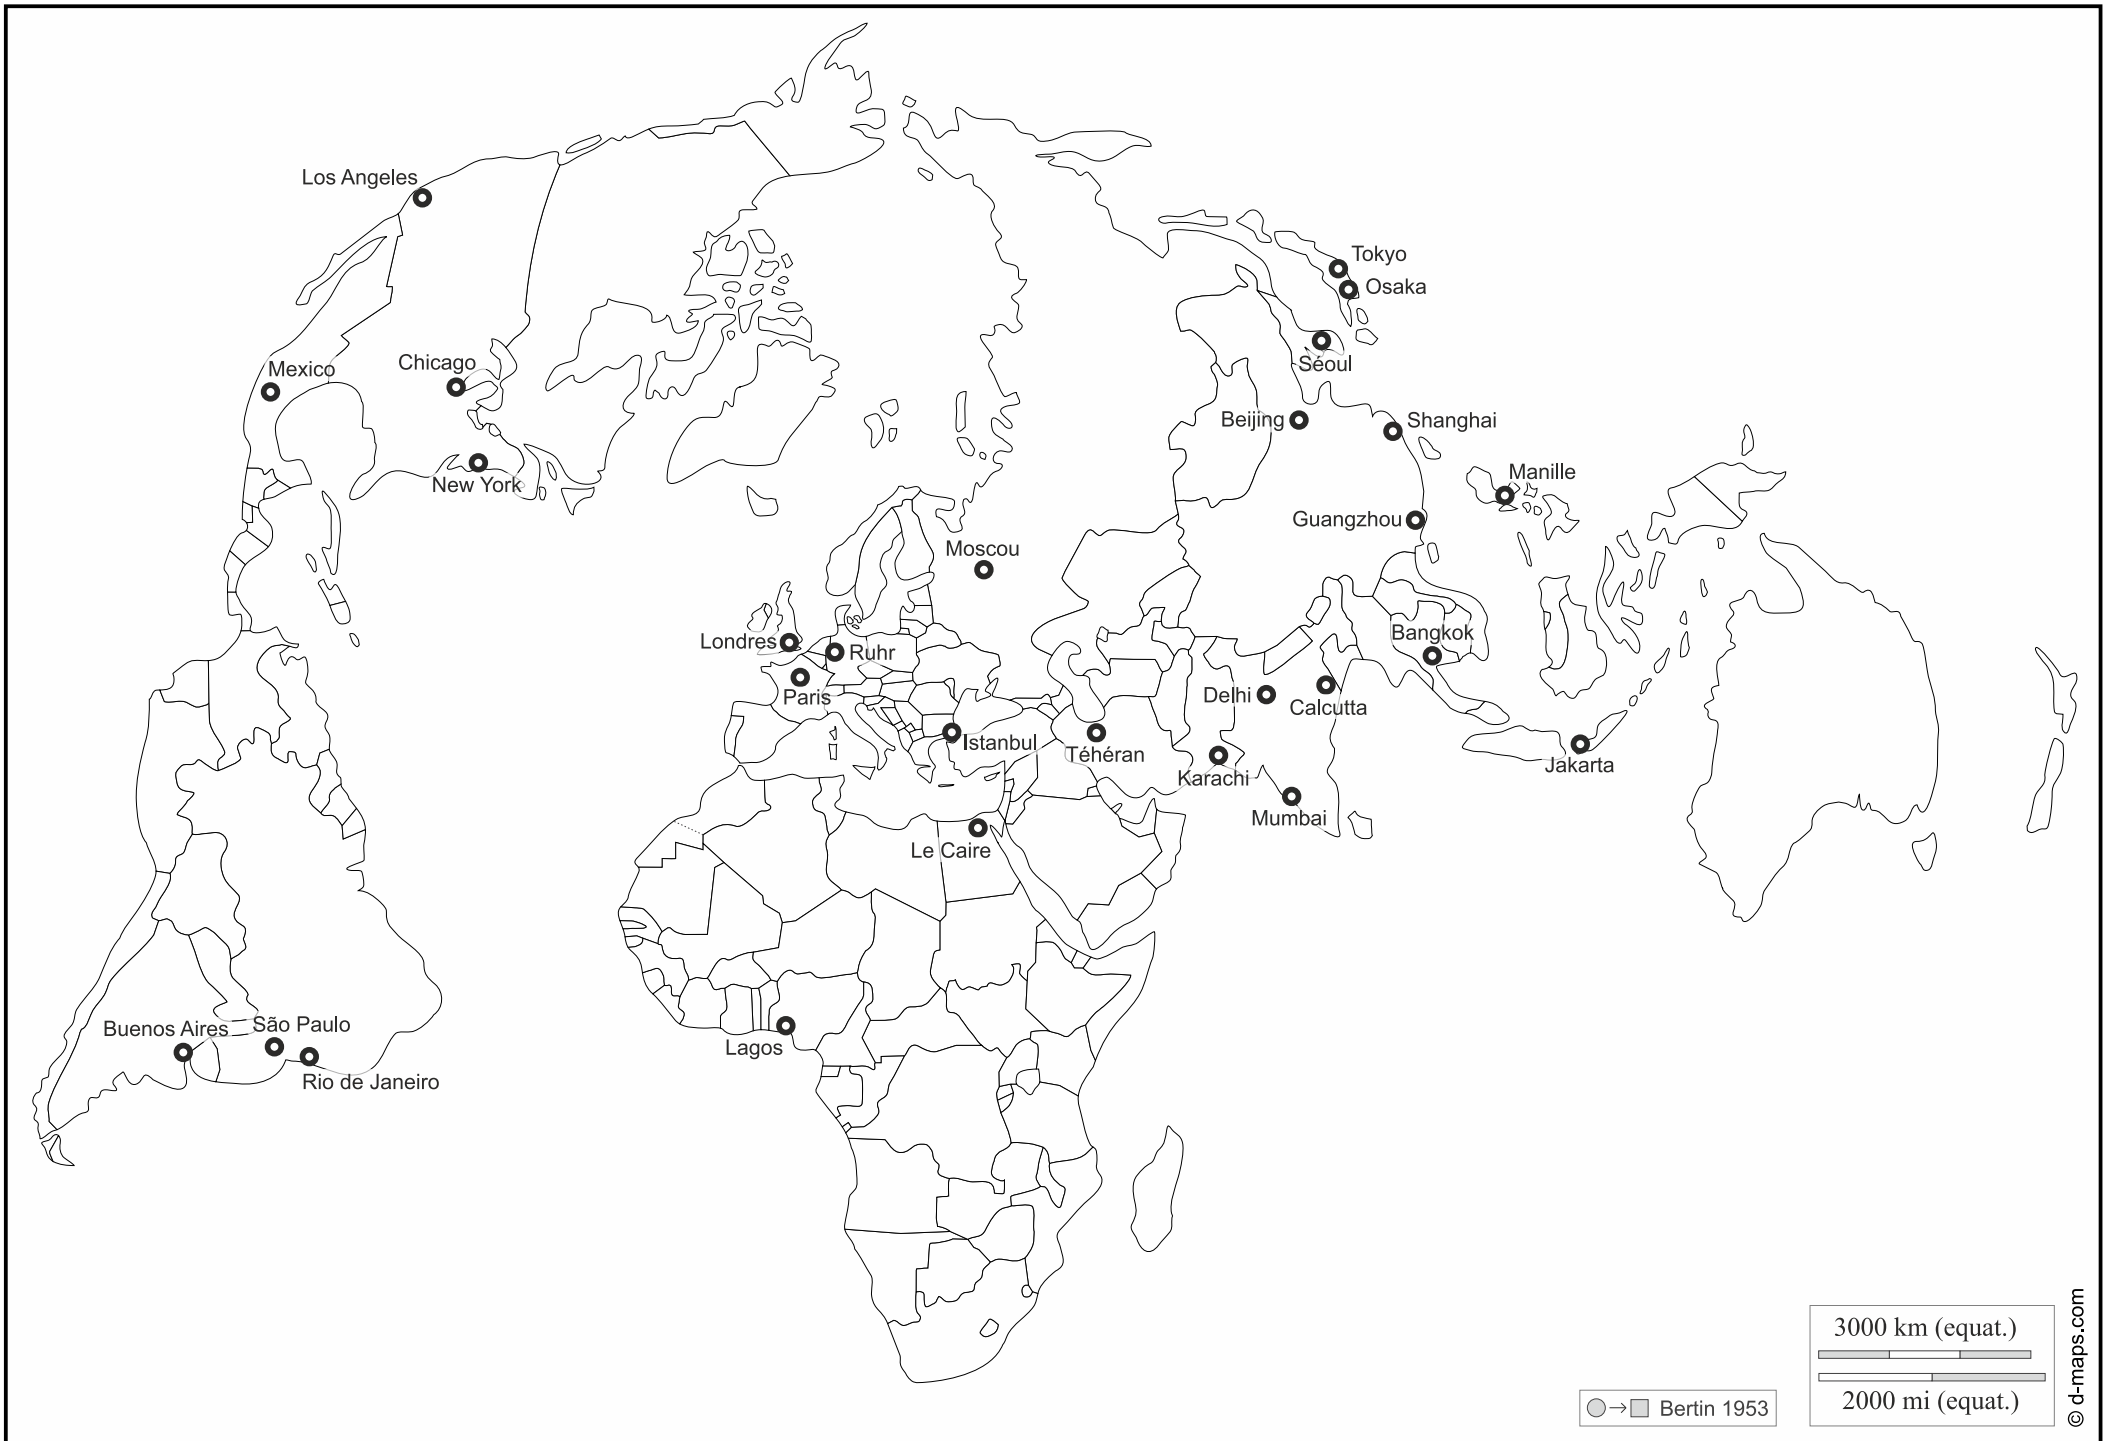 Los Angeles
Tokyo
Osaka
Séoul
Mexico
Chicago
Beijing
Shanghai
Manille
New York
Guangzhou
Moscou
Londres
Ruhr
Bangkok
Paris
Delhi
Calcutta
Istanbul
Téhéran
Karachi
Jakarta
Mumbai
Le Caire
Buenos Aires
São Paulo
Lagos
Rio de Janeiro
3000 km (equat.)
2000 mi (equat.)
Bertin 1953
© d-maps.com